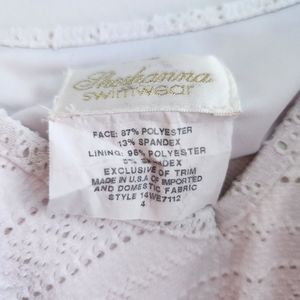 Shoshanna
swimwear
FACE: 87% POLYESTER
13% SPANDEX
LINING: 95% POLYESTER
5% SPANDEX
EXCLUSIVE OF TRIM
MADE IN U.S.A OF IMPORTED
AND DOMESTIC FABRIC
STYLE 14WE7112
4